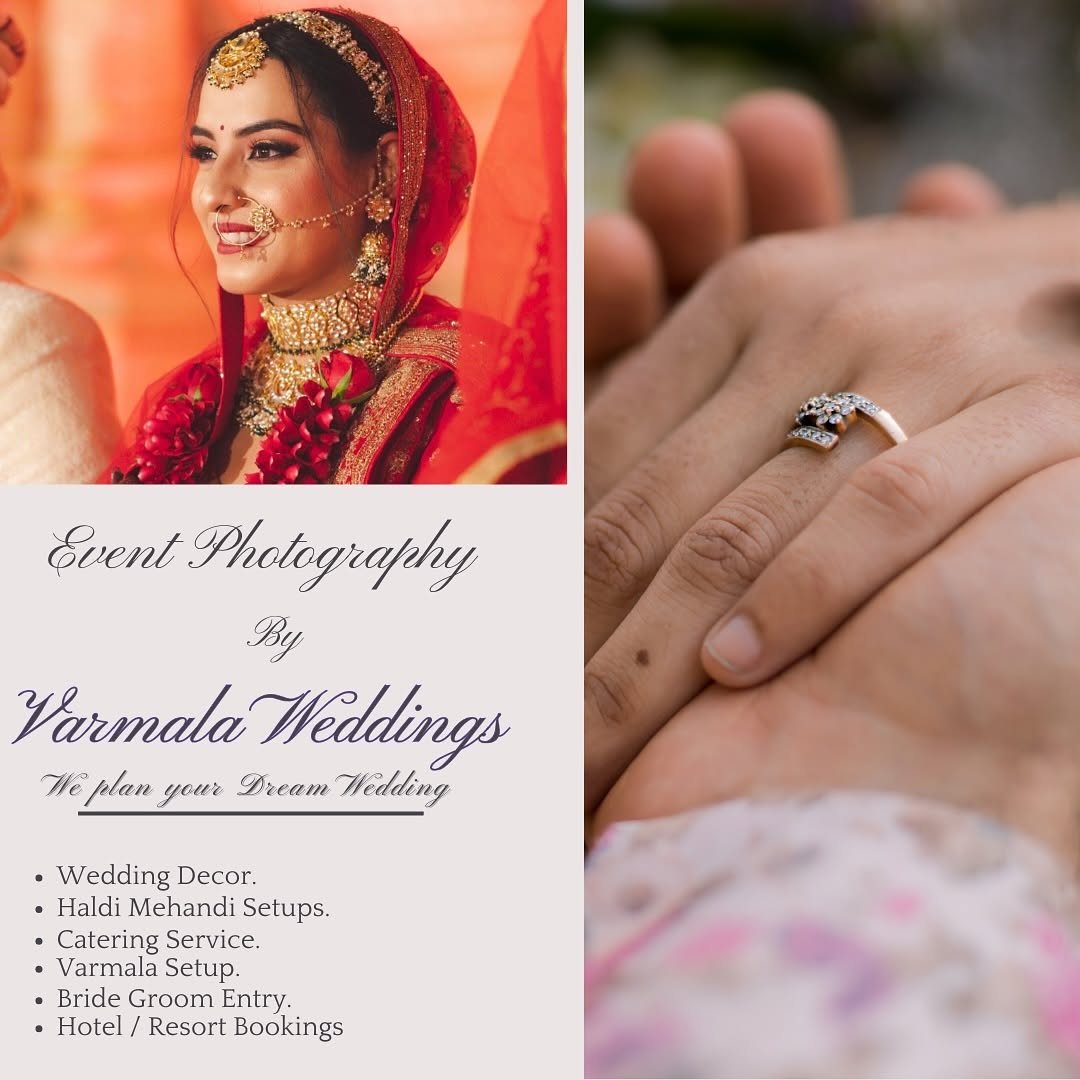 Event Photography
By
Varmala Weddings
We plan your Dream Wedding
• Wedding Decor.
• Haldi Mehandi Setups.
• Catering Service.
• Varmala Setup.
• Bride Groom Entry.
• Hotel / Resort Bookings